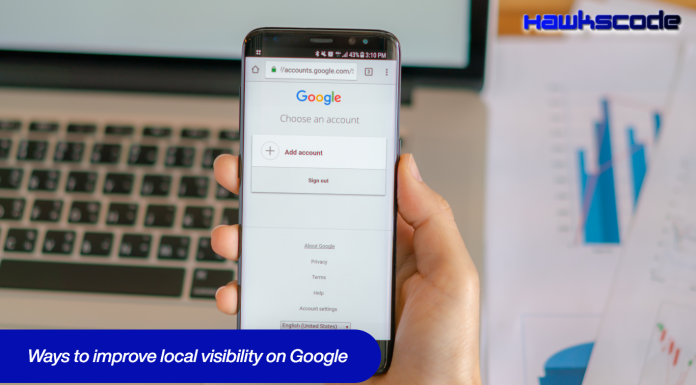 HAWKSCODE
43% 3:10 PM
//accounts.google.com/
Google
Choose an account
Add account
Sign out
About Google
Privacy
Terms
Help
Account settings
English (United States)
Ways to improve local visibility on Google